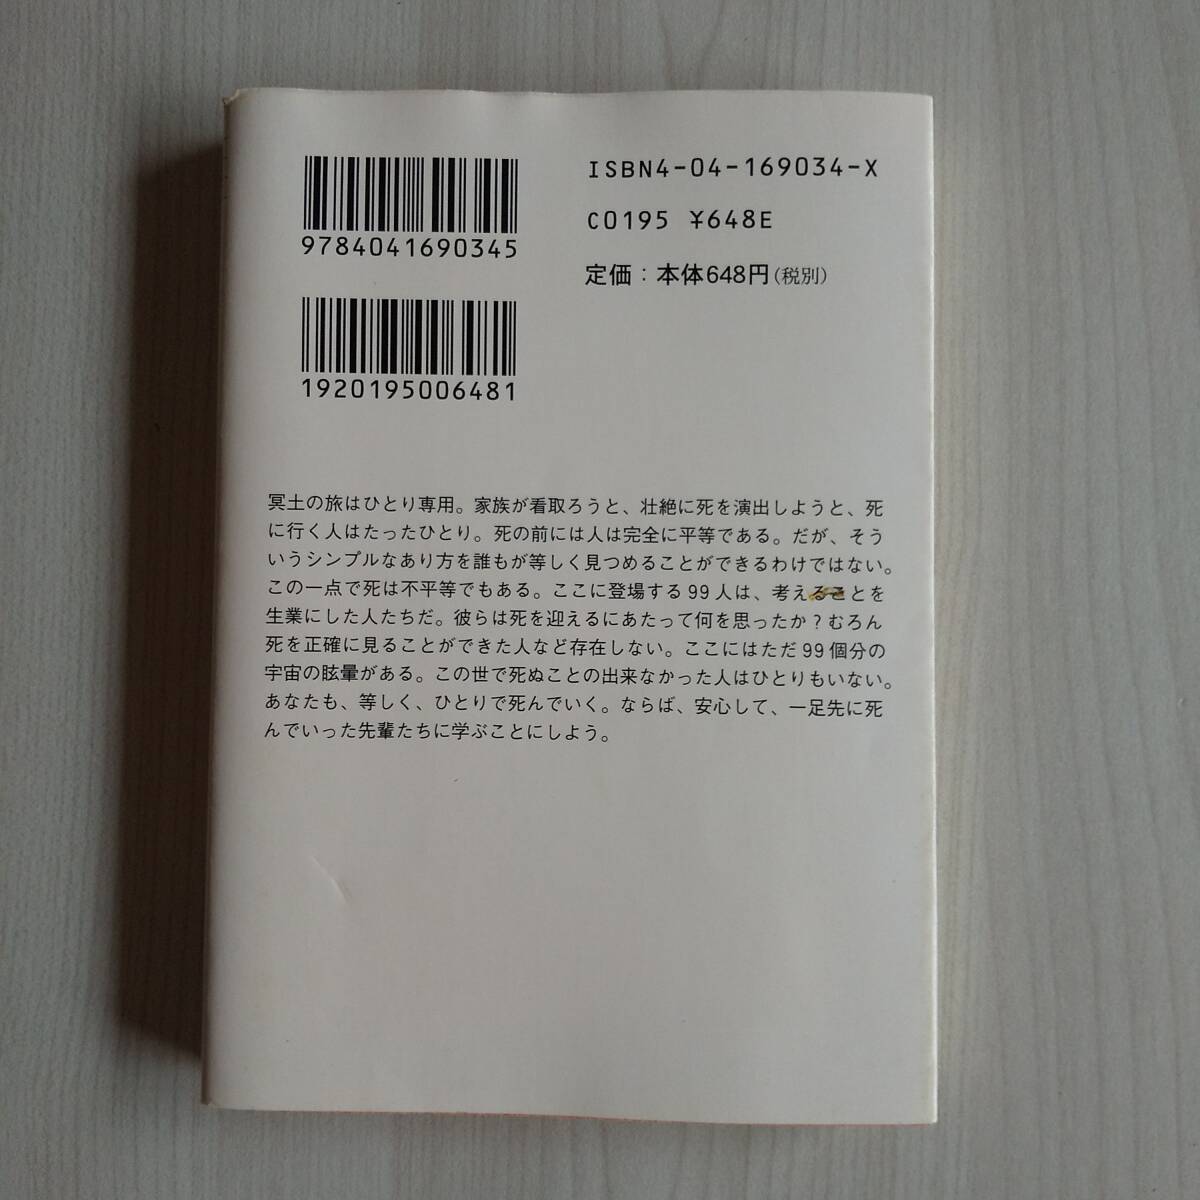 ISBN4-04-169034-X
C0195 ¥648E
定価：本体648円(税別)
9784041690345
1920195006481
冥土の旅はひとり専用。家族が看取ろうと、壮絶に死を演出しようと、死
に行く人はたったひとり。死の前には人は完全に平等である。だが、そう
いうシンプルなあり方を誰もが等しく見つめることができるわけではない。
この一点で死は不平等でもある。ここに登場する99人は、考えることを
生業にした人たちだ。彼らは死を迎えるにあたって何を思ったか？むろん
死を正確に見ることができた人など存在しない。ここにはただ99個分の
宇宙の眩暈がある。この世で死ぬことの出来なかった人はひとりもいない。
あなたも、等しく、ひとりで死んでいく。ならば、安心して、一足先に死
んでいった先輩たちに学ぶことにしよう。